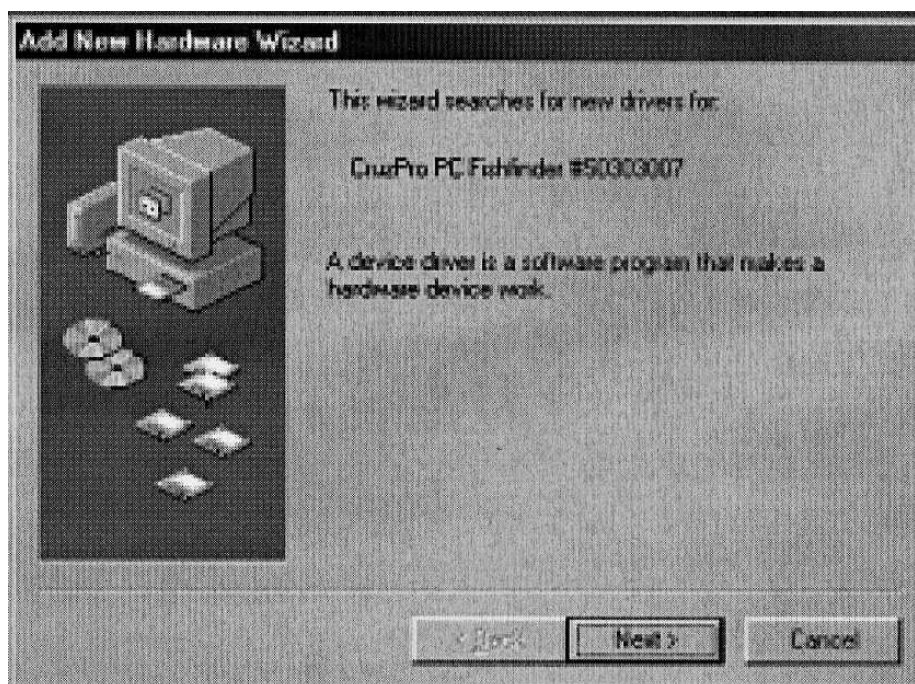 Add New Hardware Wizard
This wizard searches for new drivers for:
CruzPro PC Fishfinder #50303007
A device driver is a software program that makes a
hardware device work.
< Back
Next >
Cancel